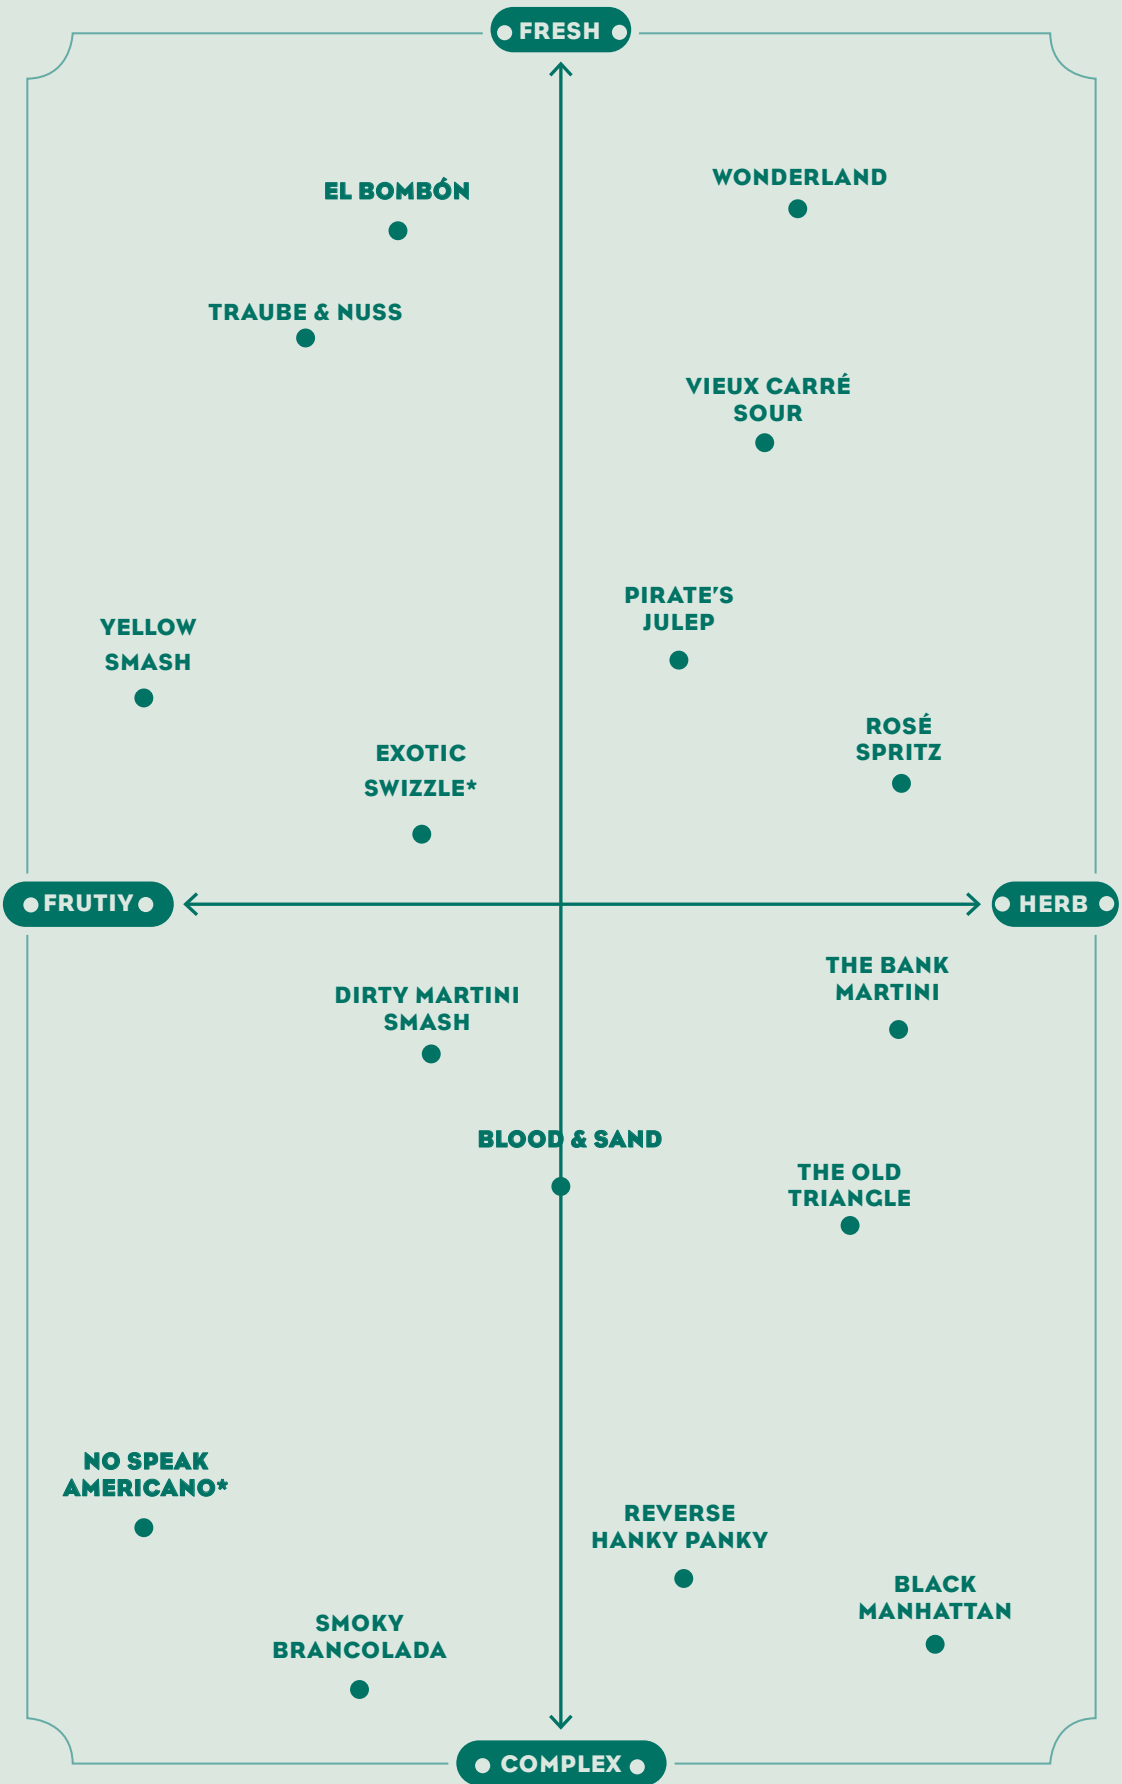 FRESH
WONDERLAND
EL BOMBÓN
TRAUBE & NUSS
VIEUX CARRÉ
SOUR
PIRATE'S
JULEP
YELLOW
SMASH
ROSÉ
SPRITZ
EXOTIC
SWIZZLE*
FRUTIY
HERB
THE BANK
MARTINI
DIRTY MARTINI
SMASH
BLOOD & SAND
THE OLD
TRIANGLE
NO SPEAK
AMERICANO*
REVERSE
HANKY PANKY
BLACK
MANHATTAN
SMOKY
BRANCOLADA
COMPLEX